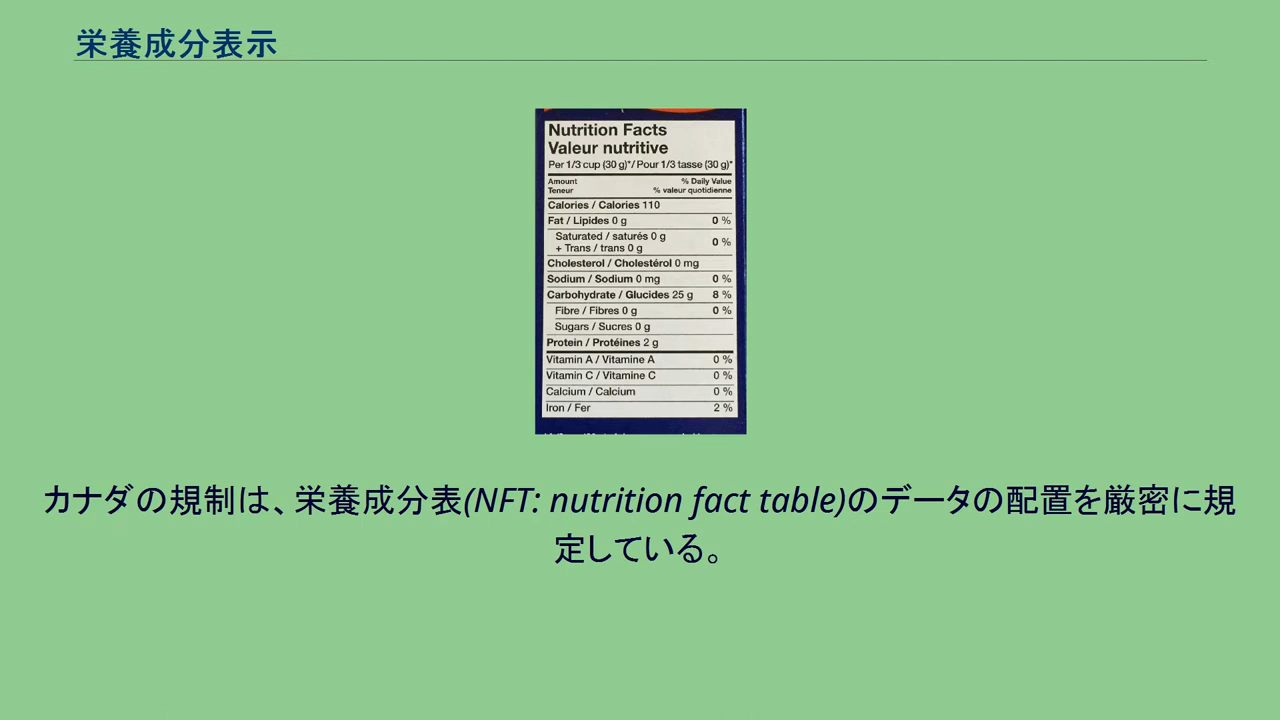 栄養成分表示
Nutrition Facts
Valeur nutritive
Per 1/3 cup (30 g)*/ Pour 1/3 tasse (30 g)*
Amount % Daily Value
Teneur % valeur quotidienne
Calories / Calories 110
Fat / Lipides 0 g 0 %
Saturated / saturés 0 g
+ Trans / trans 0 g 0 %
Cholesterol / Cholestérol 0 mg
Sodium / Sodium 0 mg 0 %
Carbohydrate / Glucides 25 g 8 %
Fibre / Fibres 0 g 0 %
Sugars / Sucres 0 g
Protein / Protéines 2 g
Vitamin A / Vitamine A 0 %
Vitamin C / Vitamine C 0 %
Calcium / Calcium 0 %
Iron / Fer 2 %
カナダの規制は、栄養成分表(NFT: nutrition fact table)のデータの配置を厳密に規
定している。